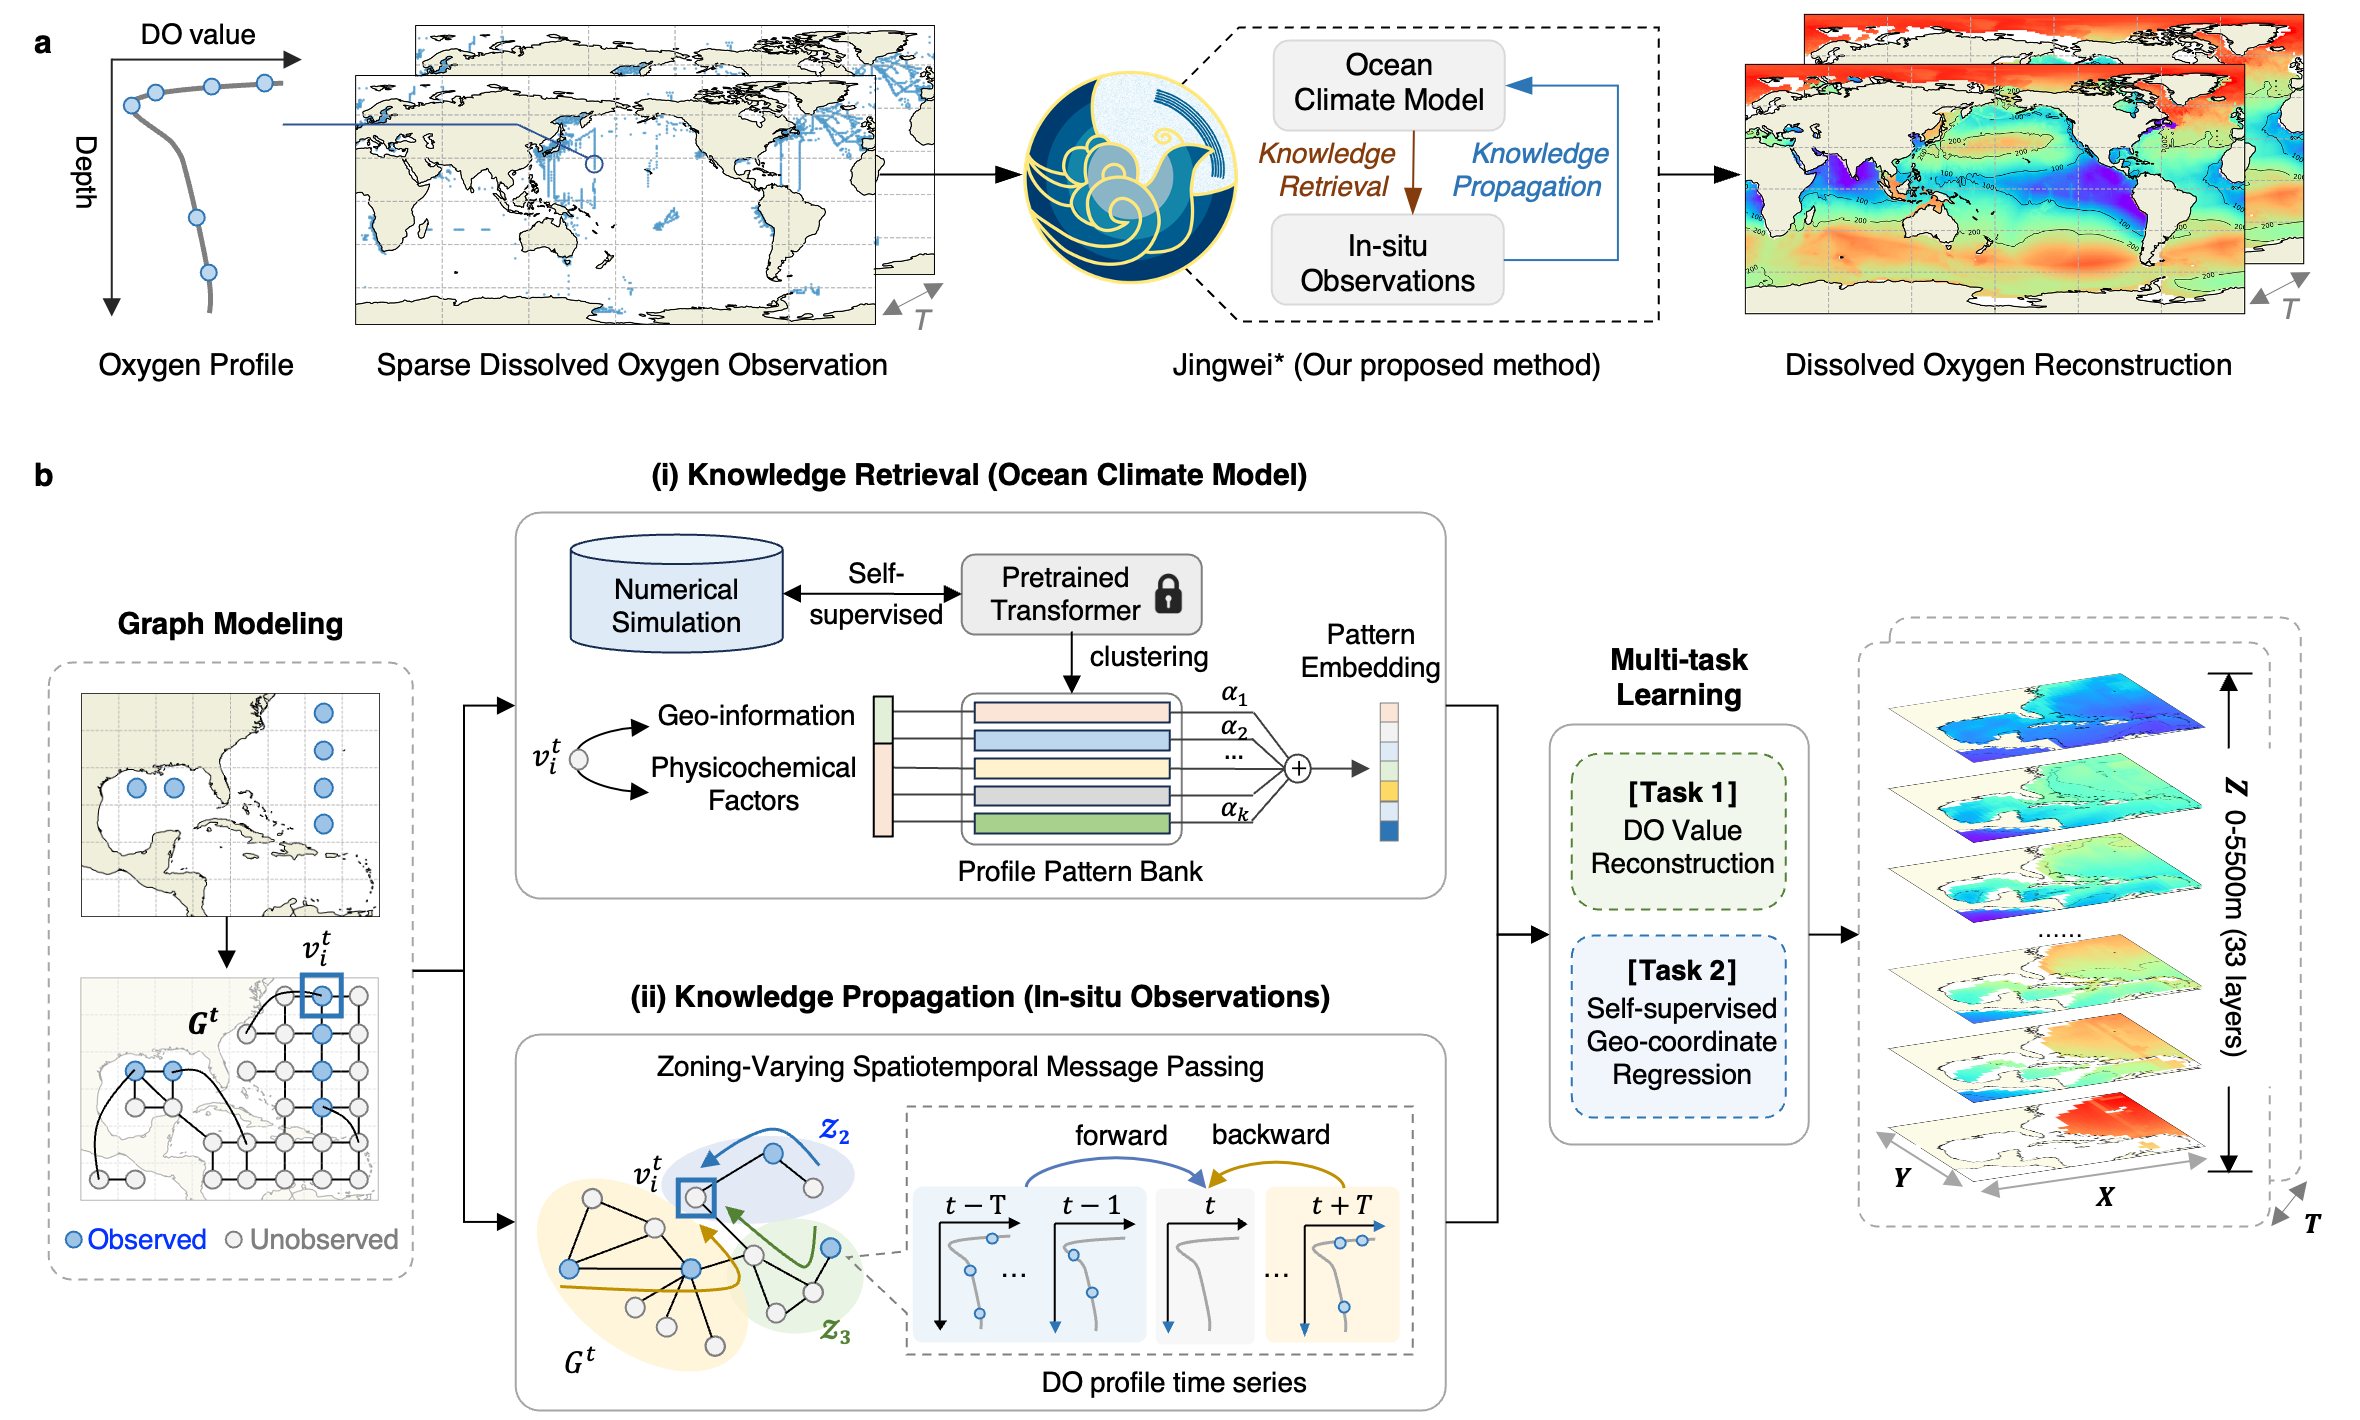 a
DO value
Depth
Oxygen Profile
T
Sparse Dissolved Oxygen Observation
Ocean
Climate Model
Knowledge
Retrieval
Knowledge
Propagation
In-situ
Observations
Jingwei* (Our proposed method)
T
Dissolved Oxygen Reconstruction
b
Graph Modeling
v_i^t
G^t
Observed
Unobserved
(i) Knowledge Retrieval (Ocean Climate Model)
Numerical
Simulation
Self-
supervised
Pretrained
Transformer
clustering
Pattern
Embedding
v_i^t
Geo-information
Physicochemical
Factors
α_1
α_2
...
α_k
+
Profile Pattern Bank
(ii) Knowledge Propagation (In-situ Observations)
Zoning-Varying Spatiotemporal Message Passing
Z_2
v_i^t
Z_3
G^t
forward
backward
t − T
t − 1
t
t + T
...
...
DO profile time series
Multi-task
Learning
[Task 1]
DO Value
Reconstruction
[Task 2]
Self-supervised
Geo-coordinate
Regression
......
Z 0-5500m (33 layers)
Y
X
T